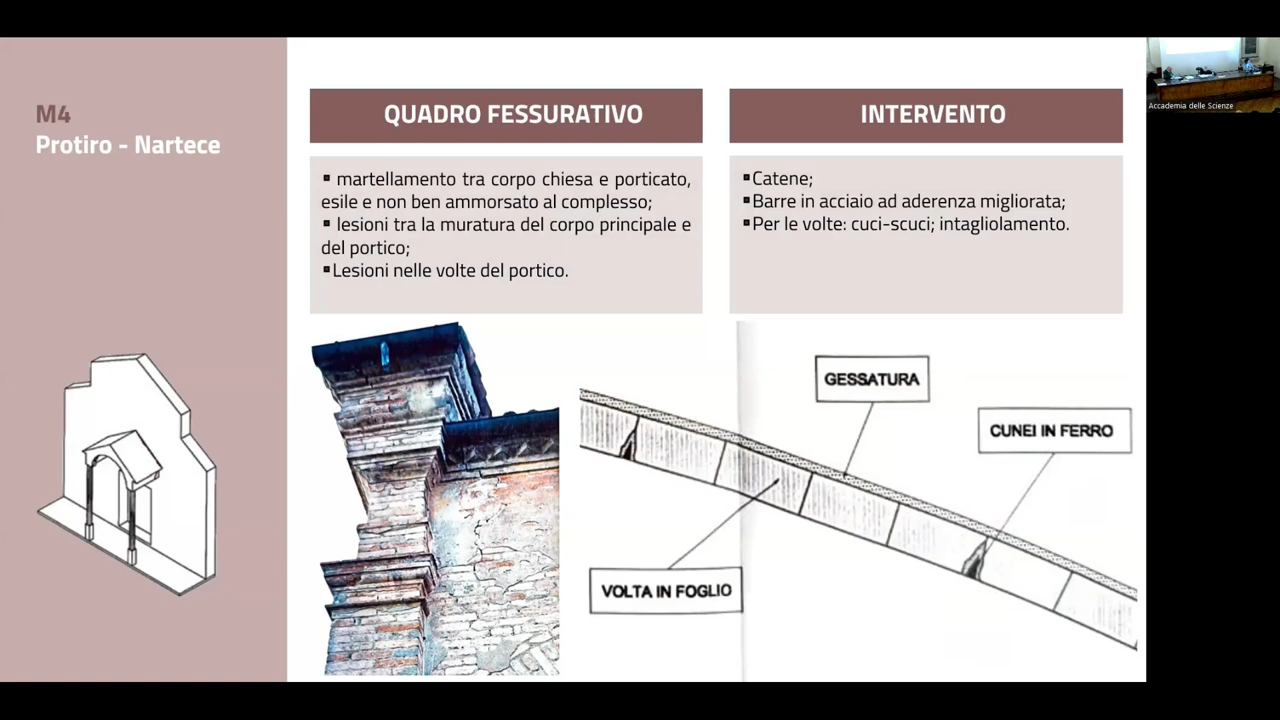 M4
Protiro - Nartece
QUADRO FESSURATIVO
▪ martellamento tra corpo chiesa e porticato,
esile e non ben ammorsato al complesso;
▪ lesioni tra la muratura del corpo principale e
del portico;
▪Lesioni nelle volte del portico.
INTERVENTO
▪Catene;
▪Barre in acciaio ad aderenza migliorata;
▪Per le volte: cuci-scuci; intagliolamento.
GESSATURA
CUNEI IN FERRO
VOLTA IN FOGLIO
Accademia delle Scienze